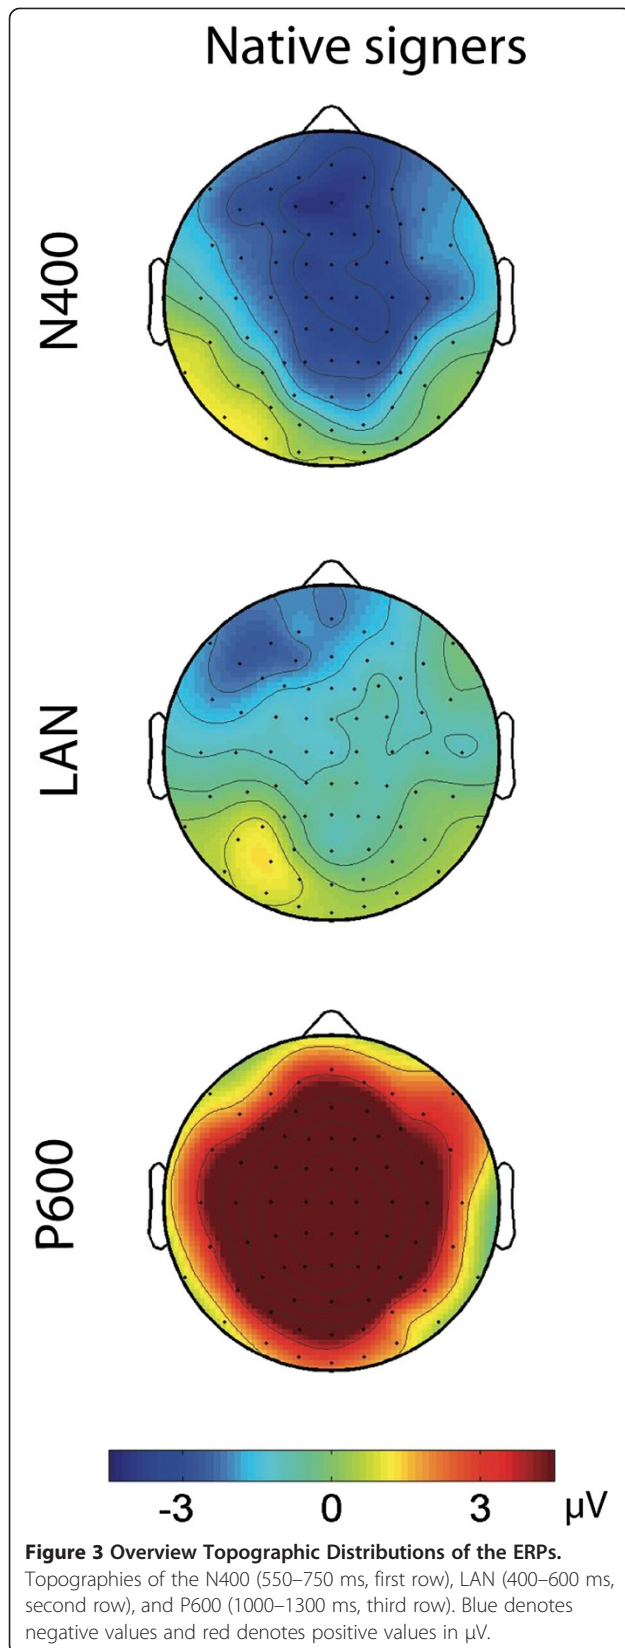 Native signers
N400
LAN
P600
-3 0 3 µV
Figure 3 Overview Topographic Distributions of the ERPs.
Topographies of the N400 (550–750 ms, first row), LAN (400–600 ms,
second row), and P600 (1000–1300 ms, third row). Blue denotes
negative values and red denotes positive values in µV.